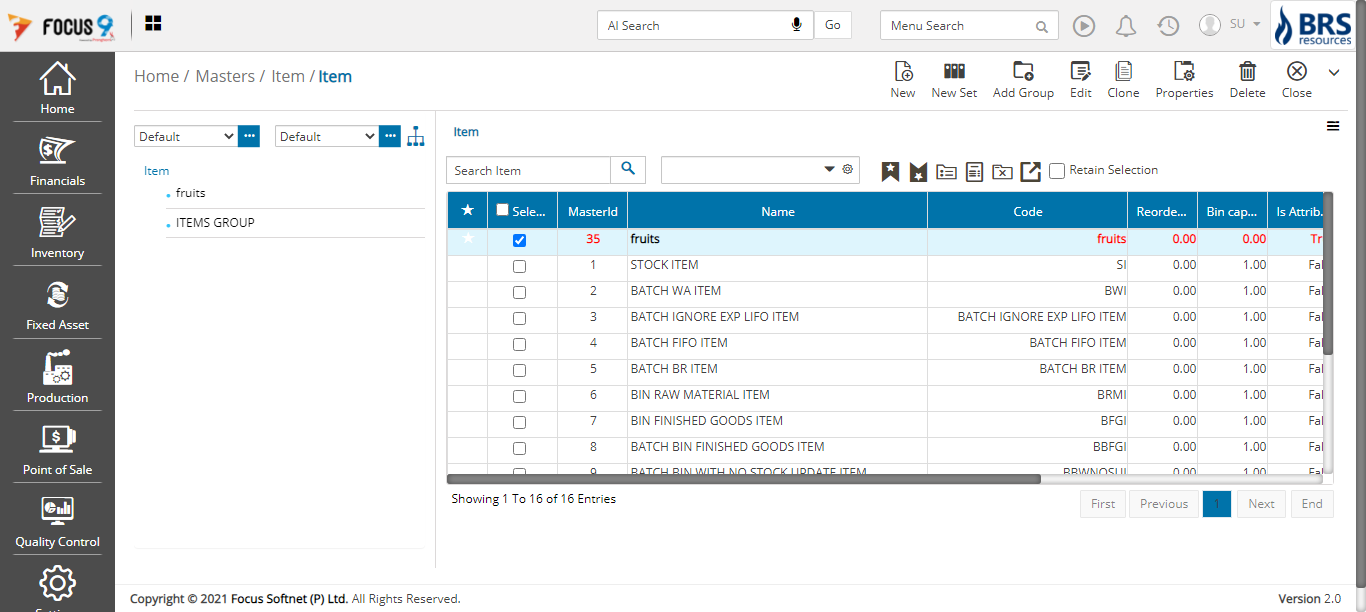 FOCUS 9
AI Search
Go
Menu Search
SU
BRS
resources
Home / Masters / Item / Item
New
New Set
Add Group
Edit
Clone
Properties
Delete
Close
Home
Financials
Inventory
Fixed Asset
Production
Point of Sale
Quality Control
Default
Default
Item
fruits
ITEMS GROUP
Item
Search Item
Retain Selection
Sele... MasterId Name Code Reorde... Bin cap... Is Attrib.
35 fruits fruits 0.00 0.00 Tr
1 STOCK ITEM SI 0.00 1.00 Fal
2 BATCH WA ITEM BWI 0.00 1.00 Fal
3 BATCH IGNORE EXP LIFO ITEM BATCH IGNORE EXP LIFO ITEM 0.00 1.00 Fal
4 BATCH FIFO ITEM BATCH FIFO ITEM 0.00 1.00 Fal
5 BATCH BR ITEM BATCH BR ITEM 0.00 1.00 Fal
6 BIN RAW MATERIAL ITEM BRMI 0.00 1.00 Fal
7 BIN FINISHED GOODS ITEM BFGI 0.00 1.00 Fal
8 BATCH BIN FINISHED GOODS ITEM BBFGI 0.00 1.00 Fal
9 BATCH BIN WITH NO STOCK UPDATE ITEM BBWNOSUI 0.00 1.00 Fal
Showing 1 To 16 of 16 Entries
First
Previous
1
Next
End
Copyright © 2021 Focus Softnet (P) Ltd. All Rights Reserved.
Version 2.0